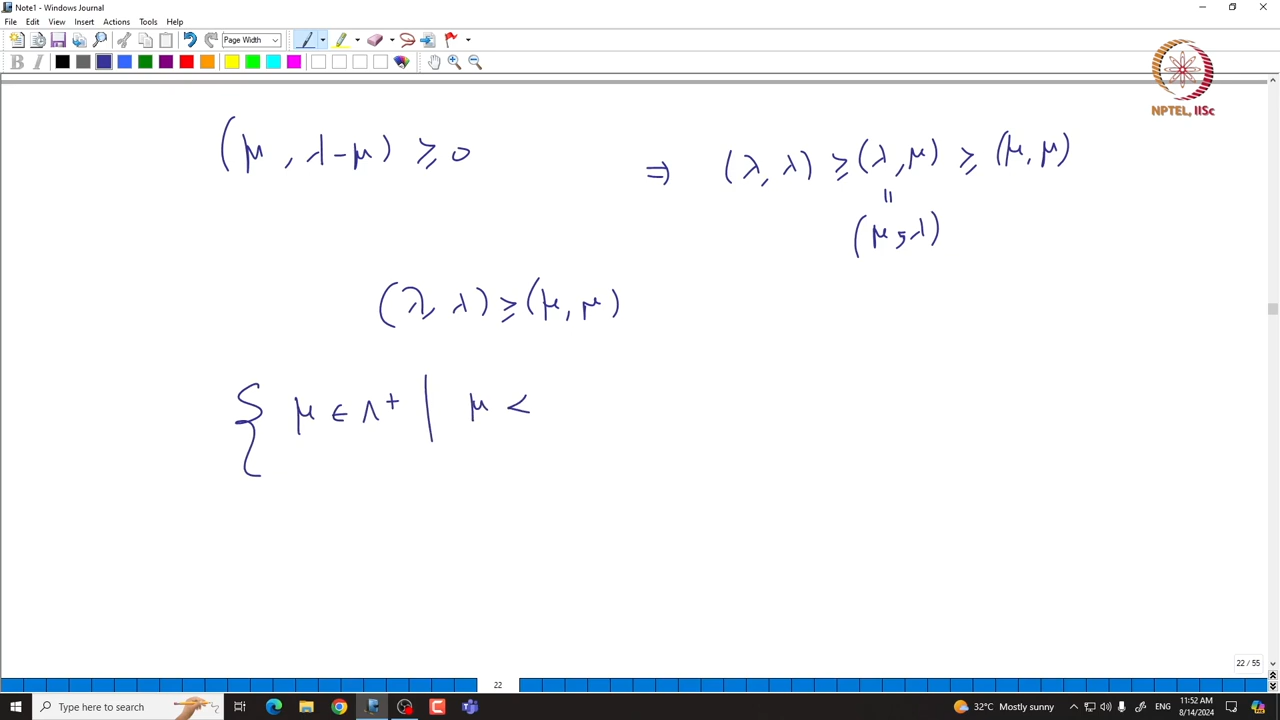 Note1 - Windows Journal
File Edit View Insert Actions Tools Help
Page Width
B I
NPTEL, IISc
(μ, λ-μ) ≥ 0 ⇒ (λ, λ) ≥ (λ, μ) ≥ (μ, μ)
=
(μ, λ)
(λ, λ) ≥ (μ, μ)
{ μ ∈ Λ+ | μ <
22 / 55
22
Type here to search
32°C Mostly sunny
ENG
11:52 AM
8/14/2024